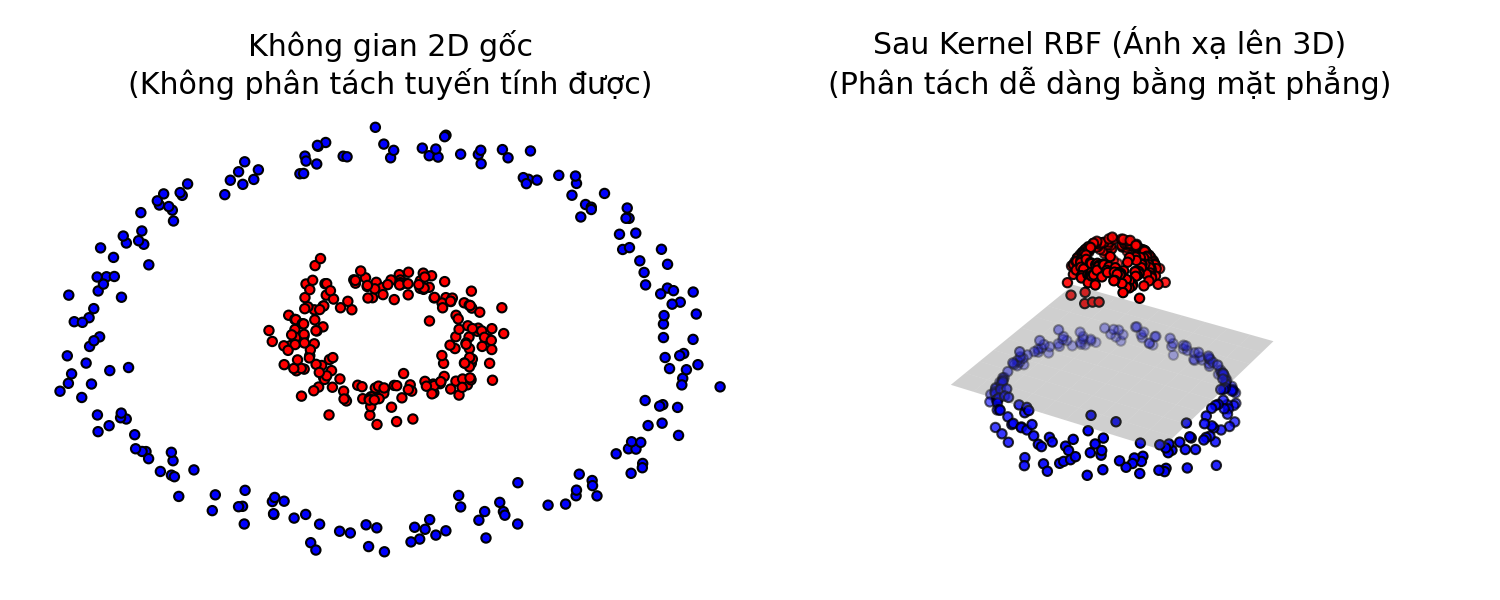 Không gian 2D gốc
(Không phân tách tuyến tính được)
Sau Kernel RBF (Ánh xạ lên 3D)
(Phân tách dễ dàng bằng mặt phẳng)